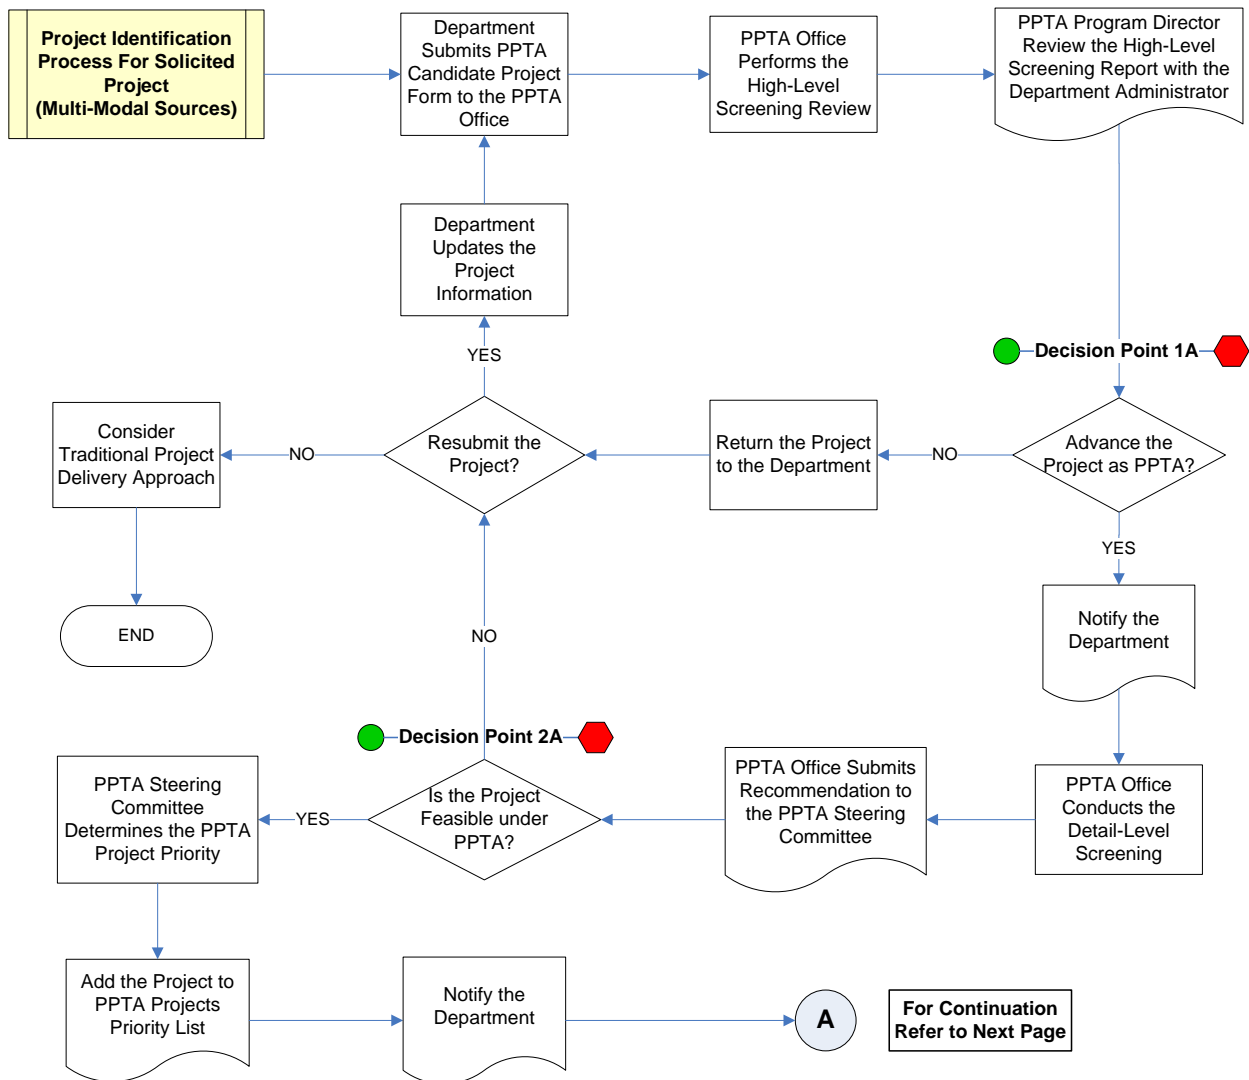 Project Identification
Process For Solicited
Project
(Multi-Modal Sources)
Department
Submits PPTA
Candidate Project
Form to the PPTA
Office
PPTA Office
Performs the
High-Level
Screening Review
PPTA Program Director
Review the High-Level
Screening Report with the
Department Administrator
Department
Updates the
Project
Information
YES
Decision Point 1A
Consider
Traditional Project
Delivery Approach
NO
Resubmit the
Project?
Return the Project
to the Department
NO
Advance the
Project as PPTA?
YES
END
NO
Notify the
Department
Decision Point 2A
PPTA Steering
Committee
Determines the PPTA
Project Priority
YES
Is the Project
Feasible under
PPTA?
PPTA Office Submits
Recommendation to
the PPTA Steering
Committee
PPTA Office
Conducts the
Detail-Level
Screening
Add the Project to
PPTA Projects
Priority List
Notify the
Department
A
For Continuation
Refer to Next Page